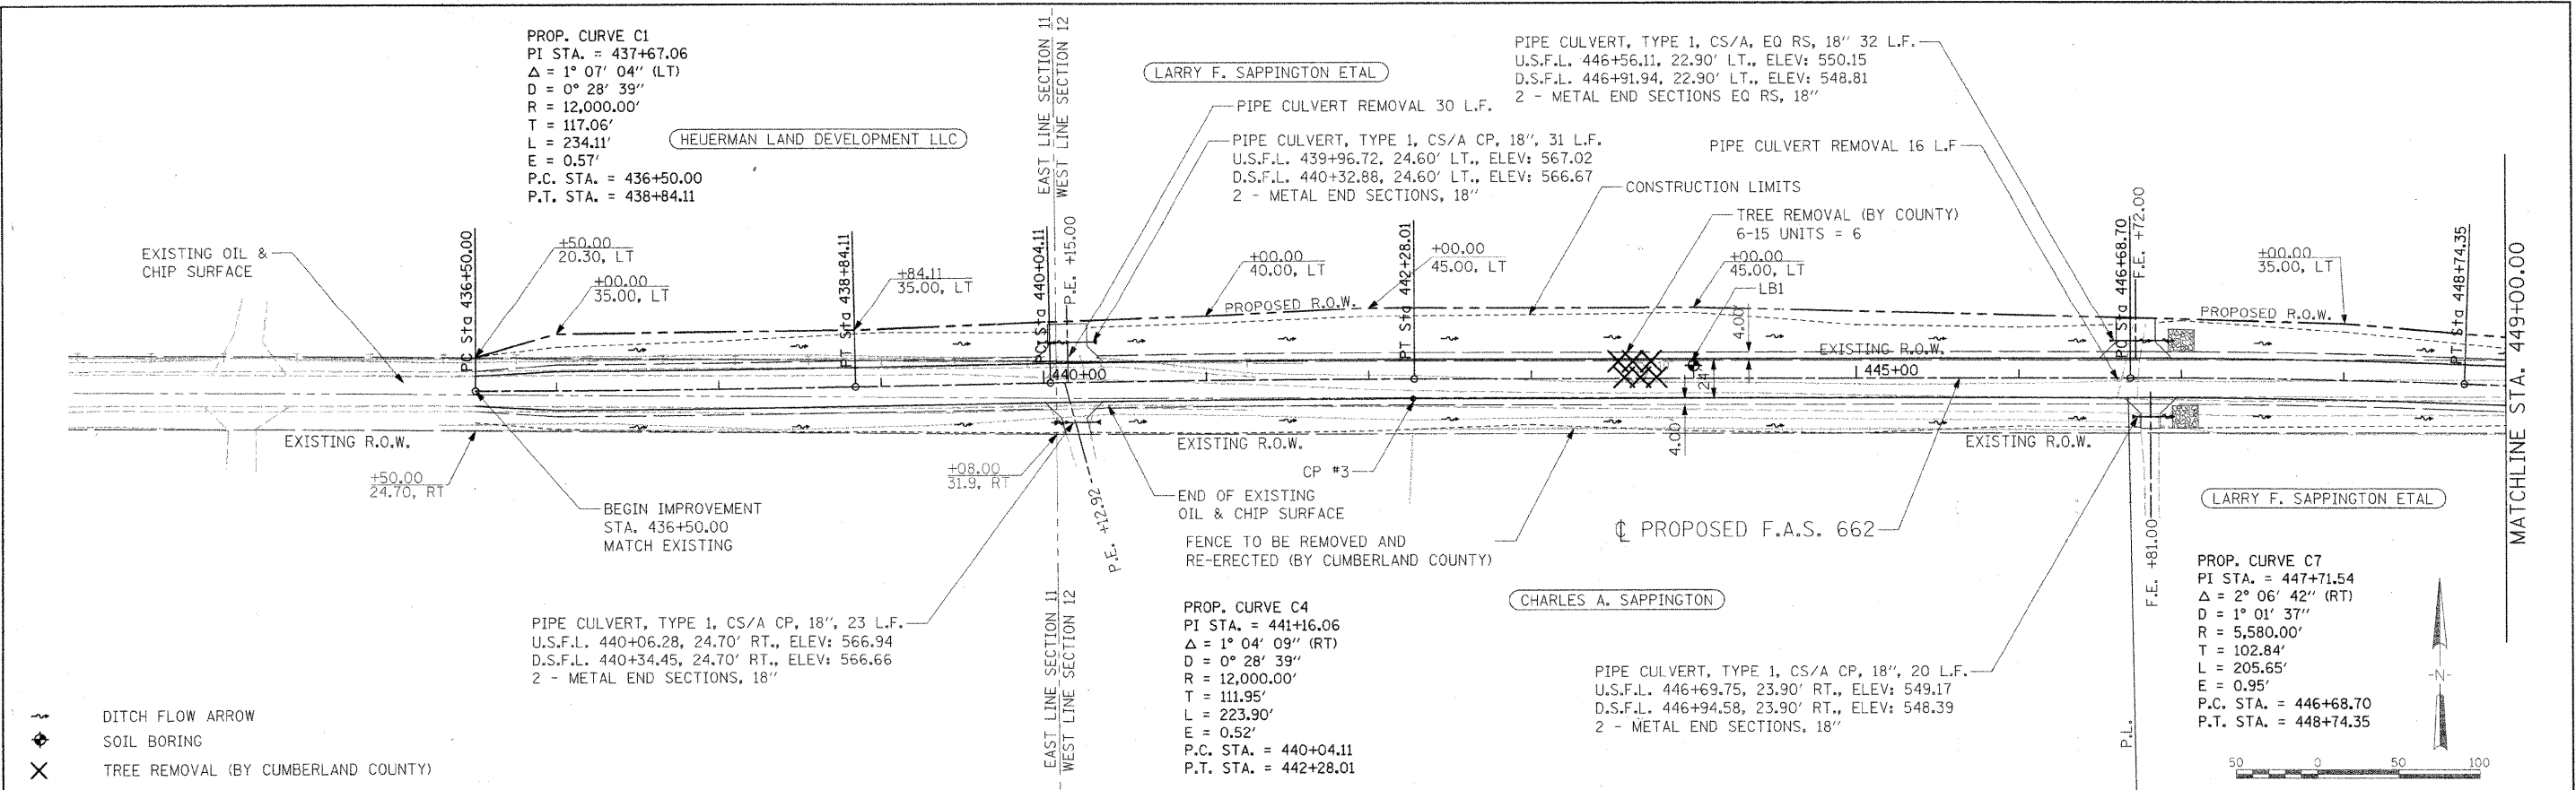 PROP. CURVE C1
PI STA. = 437+67.06
Δ = 1° 07' 04" (LT)
D = 0° 28' 39"
R = 12,000.00'
T = 117.06'
L = 234.11'
E = 0.57'
P.C. STA. = 436+50.00
P.T. STA. = 438+84.11
HEUERMAN LAND DEVELOPMENT LLC
EAST LINE SECTION 11
WEST LINE SECTION 12
LARRY F. SAPPINGTON ETAL
PIPE CULVERT REMOVAL 30 L.F.
PIPE CULVERT, TYPE 1, CS/A CP, 18", 31 L.F.
U.S.F.L. 439+96.72, 24.60' LT., ELEV: 567.02
D.S.F.L. 440+32.88, 24.60' LT., ELEV: 566.67
2 - METAL END SECTIONS, 18"
PIPE CULVERT, TYPE 1, CS/A, EQ RS, 18" 32 L.F.
U.S.F.L. 446+56.11, 22.90' LT., ELEV: 550.15
D.S.F.L. 446+91.94, 22.90' LT., ELEV: 548.81
2 - METAL END SECTIONS EQ RS, 18"
PIPE CULVERT REMOVAL 16 L.F
CONSTRUCTION LIMITS
TREE REMOVAL (BY COUNTY)
6-15 UNITS = 6
EXISTING OIL &
CHIP SURFACE
PC Sta 436+50.00
+50.00
20.30, LT
+00.00
35.00, LT
PT Sta 438+84.11
+84.11
35.00, LT
PC Sta 440+04.11
P.E. +15.00
+00.00
40.00, LT
PROPOSED R.O.W.
PT Sta 442+28.01
+00.00
45.00, LT
+00.00
45.00, LT
LB1
4.00'
24'
4.00'
PC Sta 446+68.70
F.E. +72.00
+00.00
35.00, LT
PROPOSED R.O.W.
PT Sta 448+74.35
MATCHLINE STA. 449+00.00
EXISTING R.O.W.
440+00
445+00
EXISTING R.O.W.
EXISTING R.O.W.
EXISTING R.O.W.
+50.00
24.70, RT
+08.00
31.9, RT
CP #3
BEGIN IMPROVEMENT
STA. 436+50.00
MATCH EXISTING
P.E. +12.92
END OF EXISTING
OIL & CHIP SURFACE
FENCE TO BE REMOVED AND
RE-ERECTED (BY CUMBERLAND COUNTY)
℄ PROPOSED F.A.S. 662
LARRY F. SAPPINGTON ETAL
F.E. +81.00
CHARLES A. SAPPINGTON
PIPE CULVERT, TYPE 1, CS/A CP, 18", 23 L.F.
U.S.F.L. 440+06.28, 24.70' RT., ELEV: 566.94
D.S.F.L. 440+34.45, 24.70' RT., ELEV: 566.66
2 - METAL END SECTIONS, 18"
EAST LINE SECTION 11
WEST LINE SECTION 12
PROP. CURVE C4
PI STA. = 441+16.06
Δ = 1° 04' 09" (RT)
D = 0° 28' 39"
R = 12,000.00'
T = 111.95'
L = 223.90'
E = 0.52'
P.C. STA. = 440+04.11
P.T. STA. = 442+28.01
PIPE CULVERT, TYPE 1, CS/A CP, 18", 20 L.F.
U.S.F.L. 446+69.75, 23.90' RT., ELEV: 549.17
D.S.F.L. 446+94.58, 23.90' RT., ELEV: 548.39
2 - METAL END SECTIONS, 18"
P.L.
PROP. CURVE C7
PI STA. = 447+71.54
Δ = 2° 06' 42" (RT)
D = 1° 01' 37"
R = 5,580.00'
T = 102.84'
L = 205.65'
E = 0.95'
P.C. STA. = 446+68.70
P.T. STA. = 448+74.35
-N-
50 0 50 100
DITCH FLOW ARROW
SOIL BORING
TREE REMOVAL (BY CUMBERLAND COUNTY)